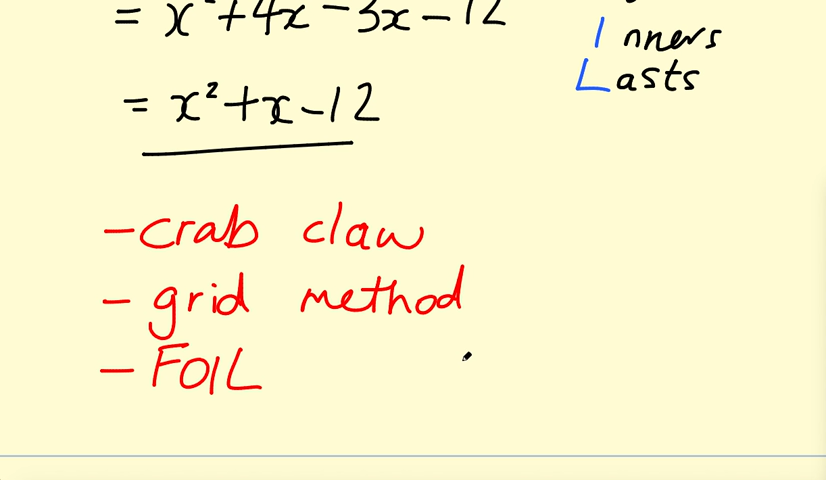 = x²+4x-3x-12
Inners
Lasts
= x²+x-12
- crab claw
- grid method
- FOIL